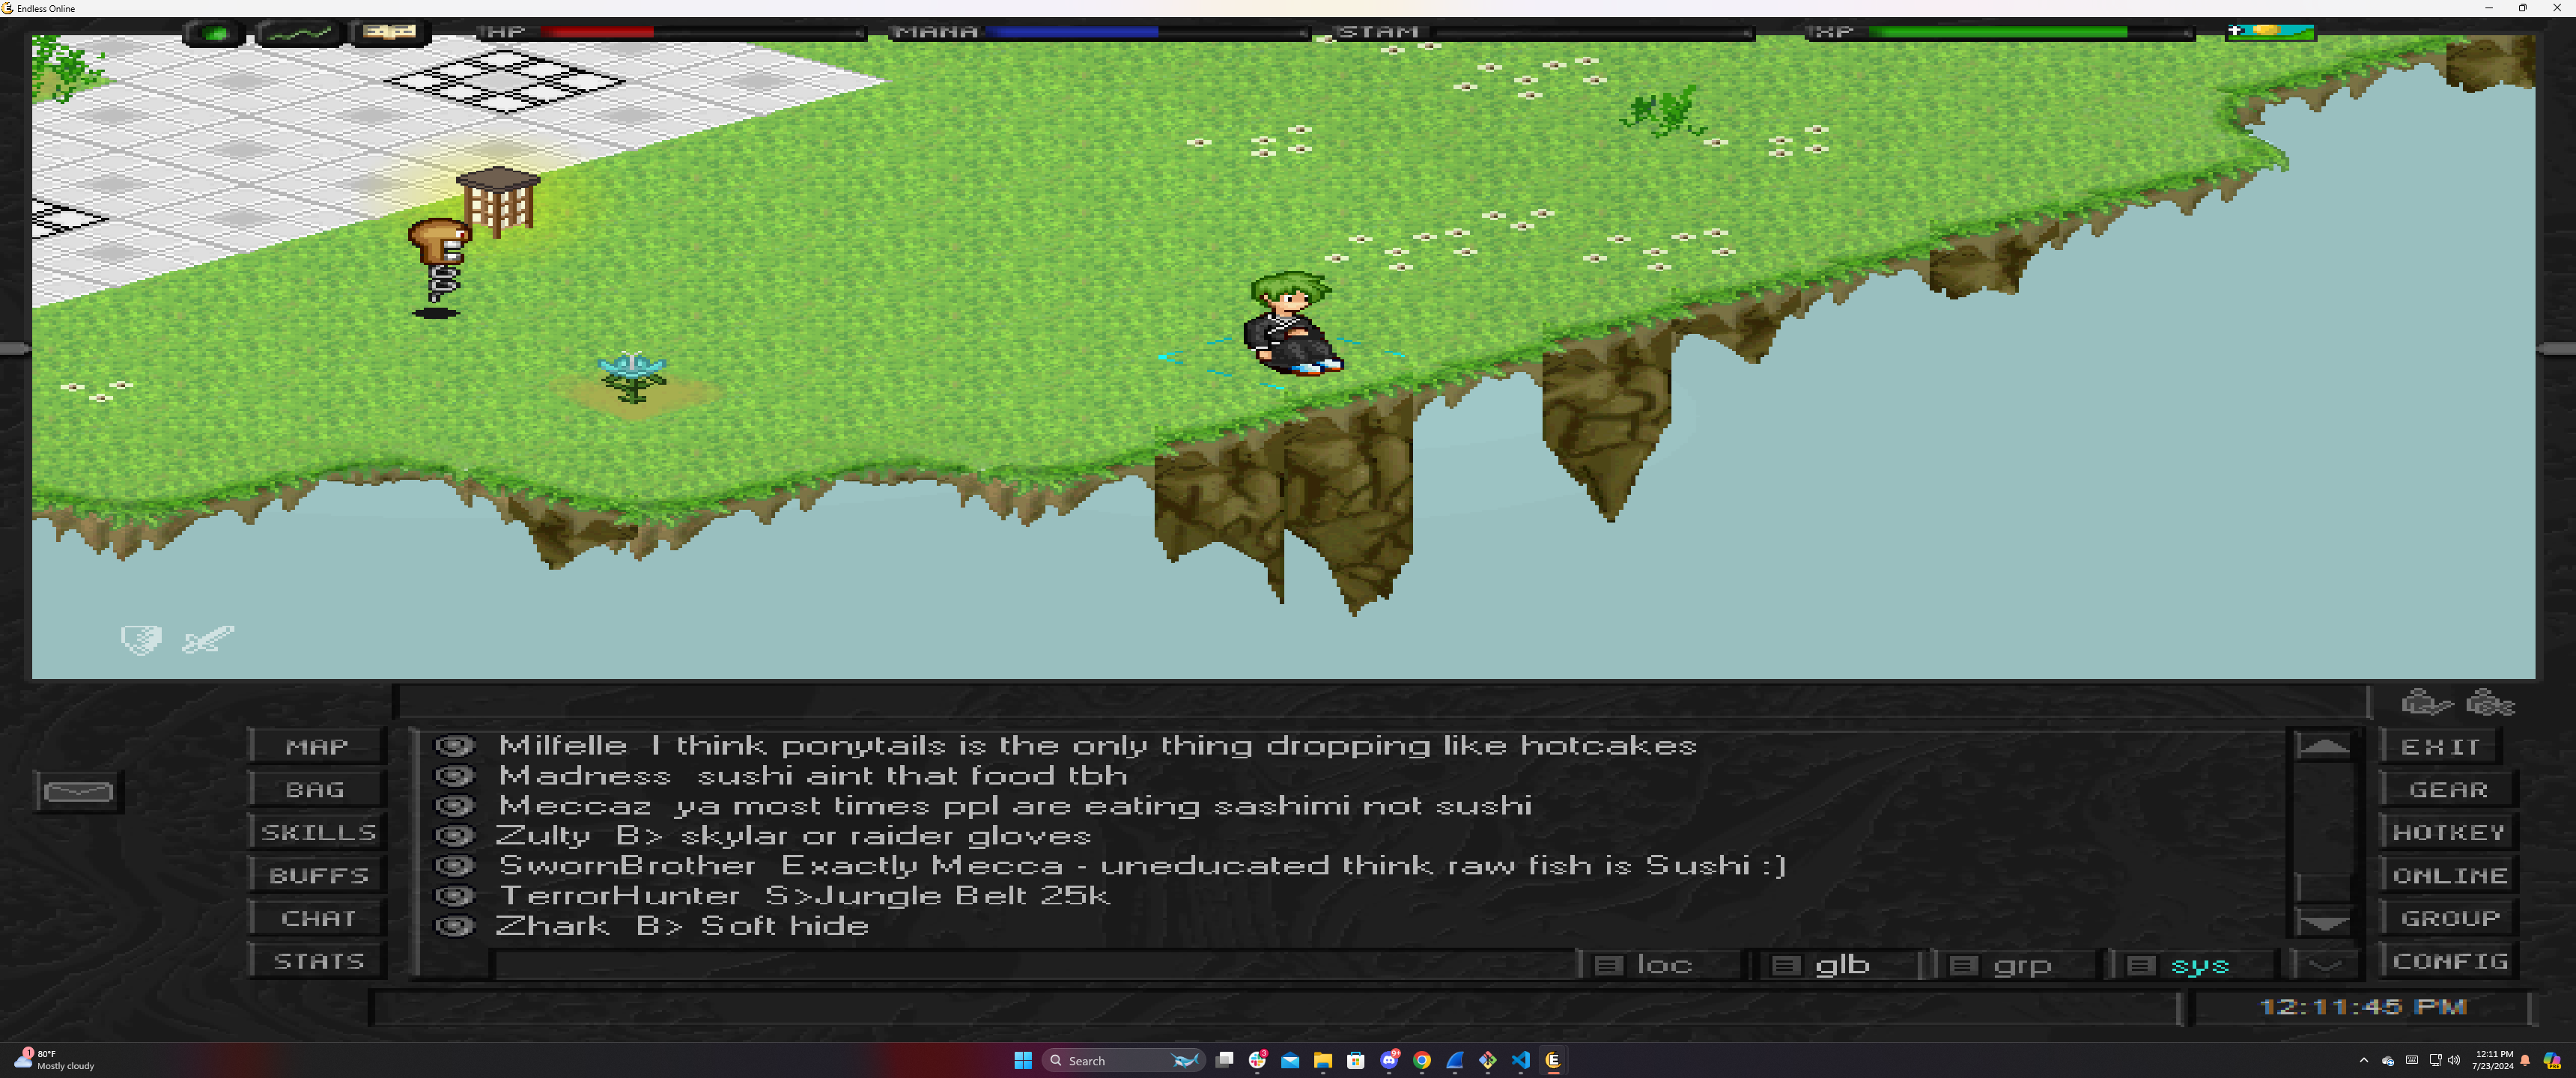 Endless Online
HP
MANA
STAM
XP
MAP
BAG
SKILLS
BUFFS
CHAT
STATS
Milfelle I think ponytails is the only thing dropping like hotcakes
Madness sushi aint that food tbh
Meccaz ya most times ppl are eating sashimi not sushi
Zulty B> skylar or raider gloves
SwornBrother Exactly Mecca - uneducated think raw fish is Sushi :)
TerrorHunter S>Jungle Belt 25k
Zhark B> Soft hide
loc
glb
grp
sys
EXIT
GEAR
HOTKEY
ONLINE
GROUP
CONFIG
12:11:45 PM
1
80°F
Mostly cloudy
Search
3
9+
12:11 PM
7/23/2024